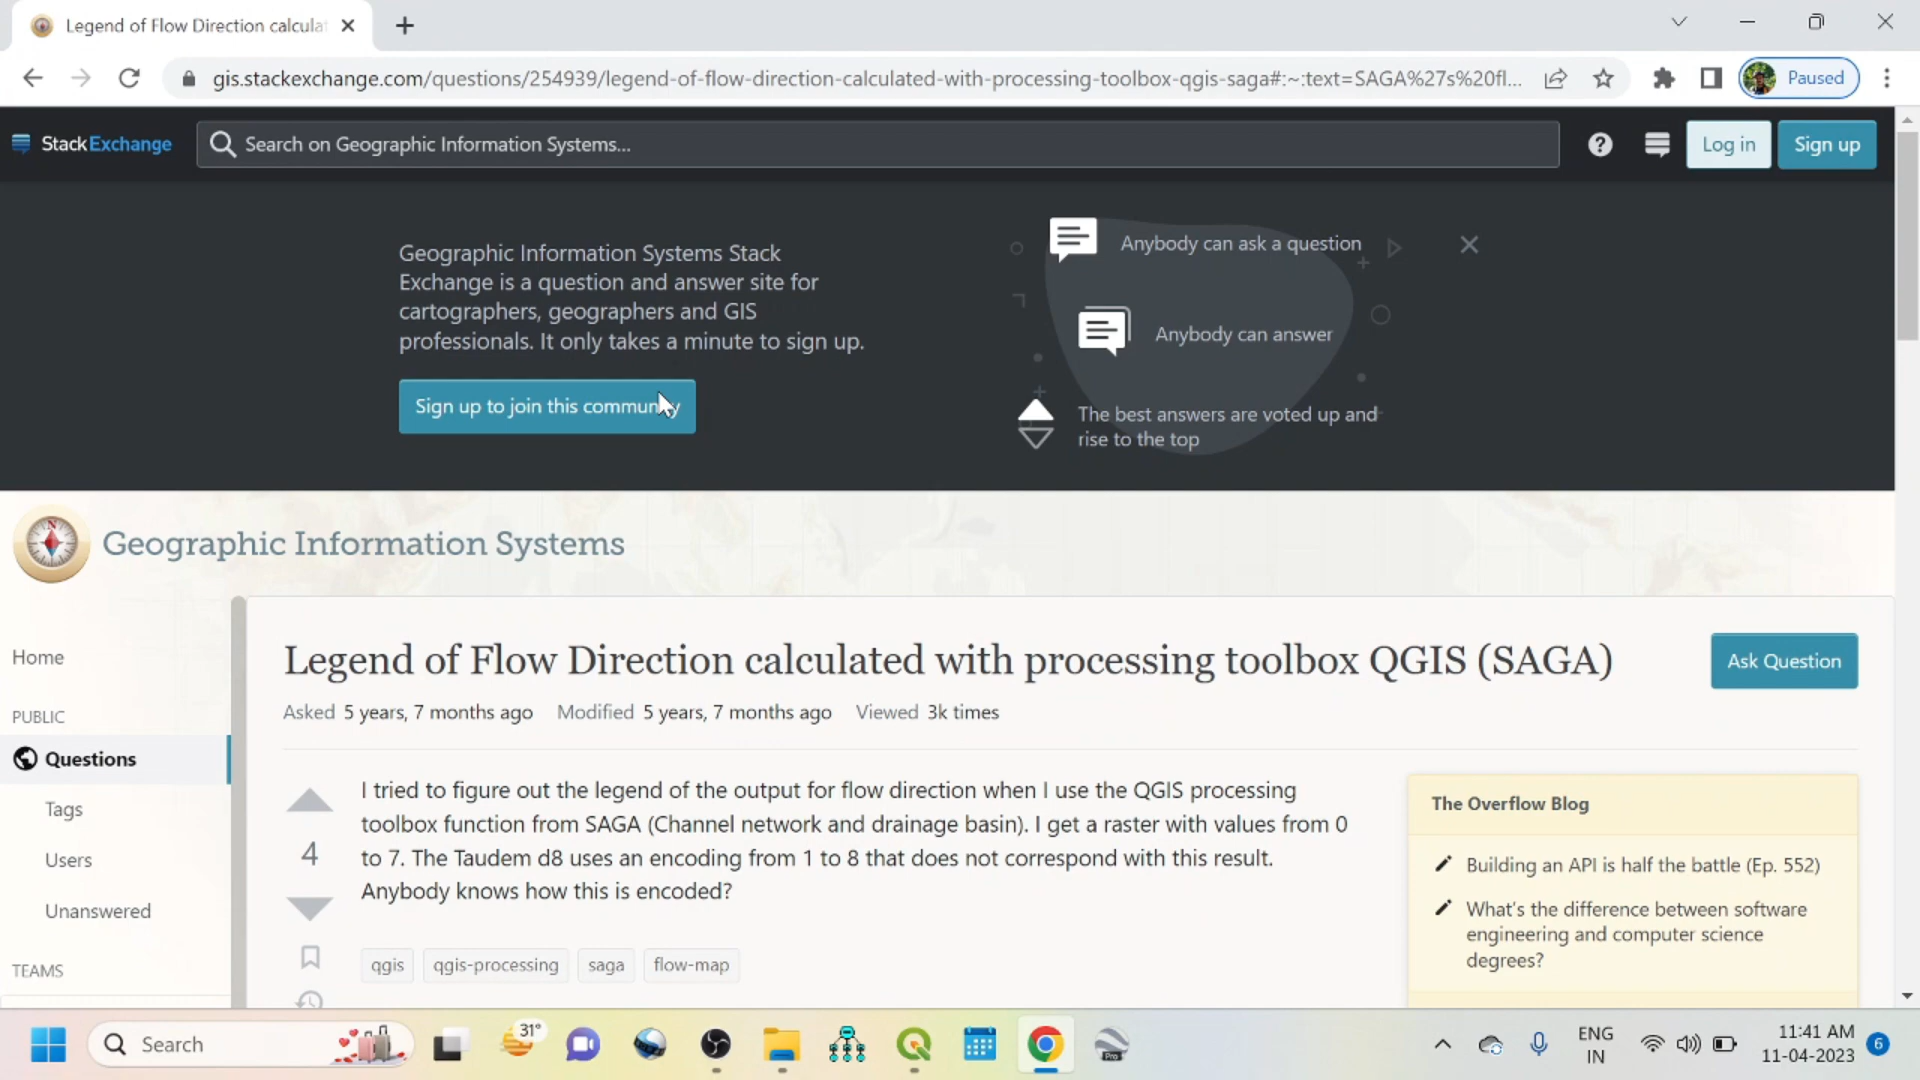 Legend of Flow Direction calculat
gis.stackexchange.com/questions/254939/legend-of-flow-direction-calculated-with-processing-toolbox-qgis-saga#:~:text=SAGA%27s%20fl...
Paused
StackExchange
Search on Geographic Information Systems...
Log in
Sign up
Geographic Information Systems Stack
Exchange is a question and answer site for
cartographers, geographers and GIS
professionals. It only takes a minute to sign up.
Sign up to join this community
Anybody can ask a question
Anybody can answer
The best answers are voted up and
rise to the top
Geographic Information Systems
Home
PUBLIC
Questions
Tags
Users
Unanswered
TEAMS
Legend of Flow Direction calculated with processing toolbox QGIS (SAGA)
Ask Question
Asked 5 years, 7 months ago Modified 5 years, 7 months ago Viewed 3k times
4
I tried to figure out the legend of the output for flow direction when I use the QGIS processing
toolbox function from SAGA (Channel network and drainage basin). I get a raster with values from 0
to 7. The Taudem d8 uses an encoding from 1 to 8 that does not correspond with this result.
Anybody knows how this is encoded?
qgis
qgis-processing
saga
flow-map
The Overflow Blog
Building an API is half the battle (Ep. 552)
What's the difference between software
engineering and computer science
degrees?
Search
31°
Pro
ENG
IN
11:41 AM
11-04-2023
6